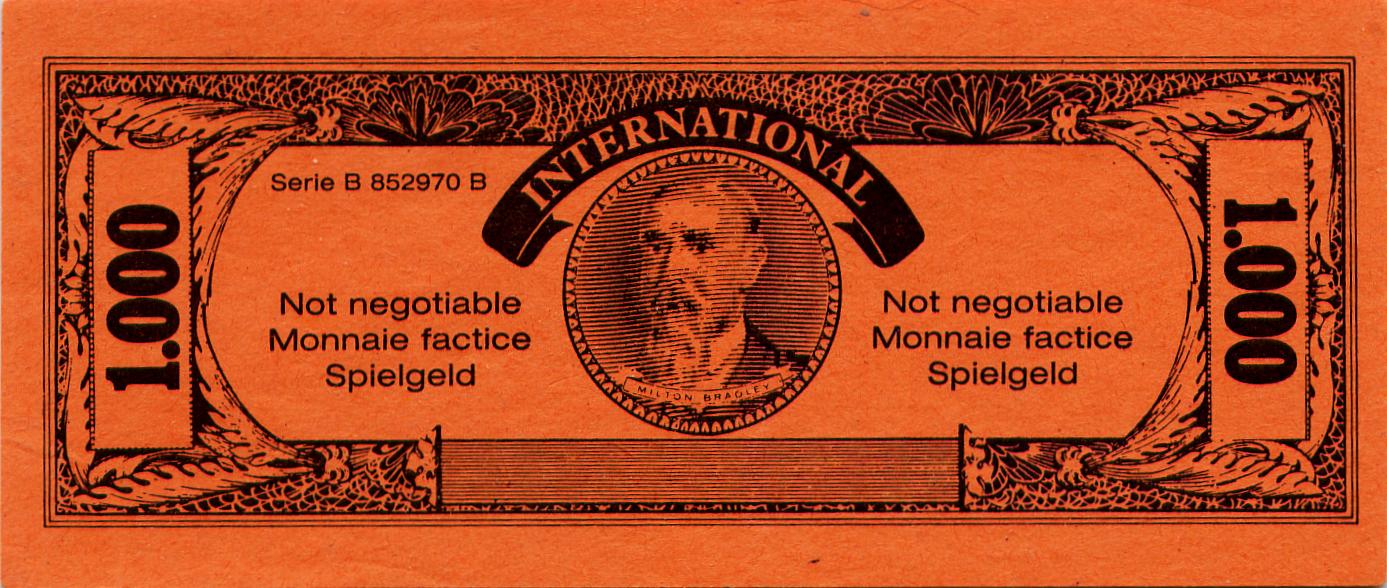 INTERNATIONAL
Serie B 852970 B
1.000
Not negotiable
Monnaie factice
Spielgeld
MILTON BRADLEY
Not negotiable
Monnaie factice
Spielgeld
1.000